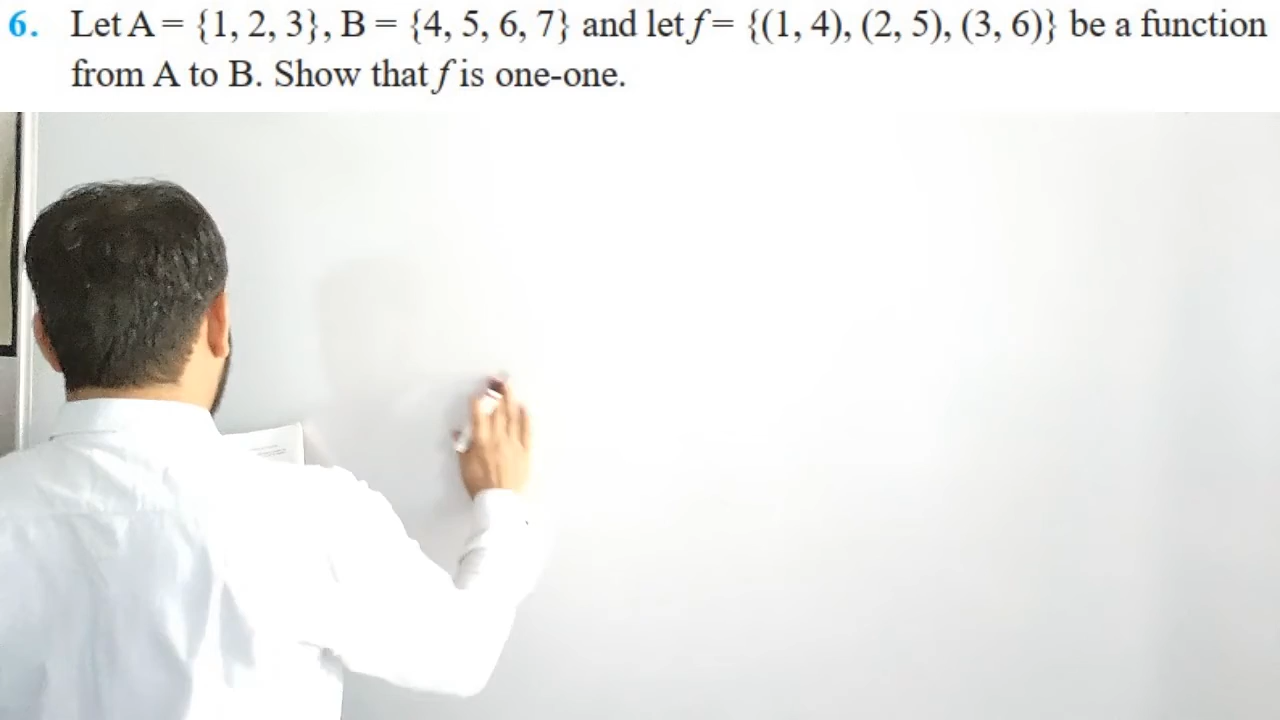 6. Let A = {1, 2, 3}, B = {4, 5, 6, 7} and let f = {(1, 4), (2, 5), (3, 6)} be a function
from A to B. Show that f is one-one.